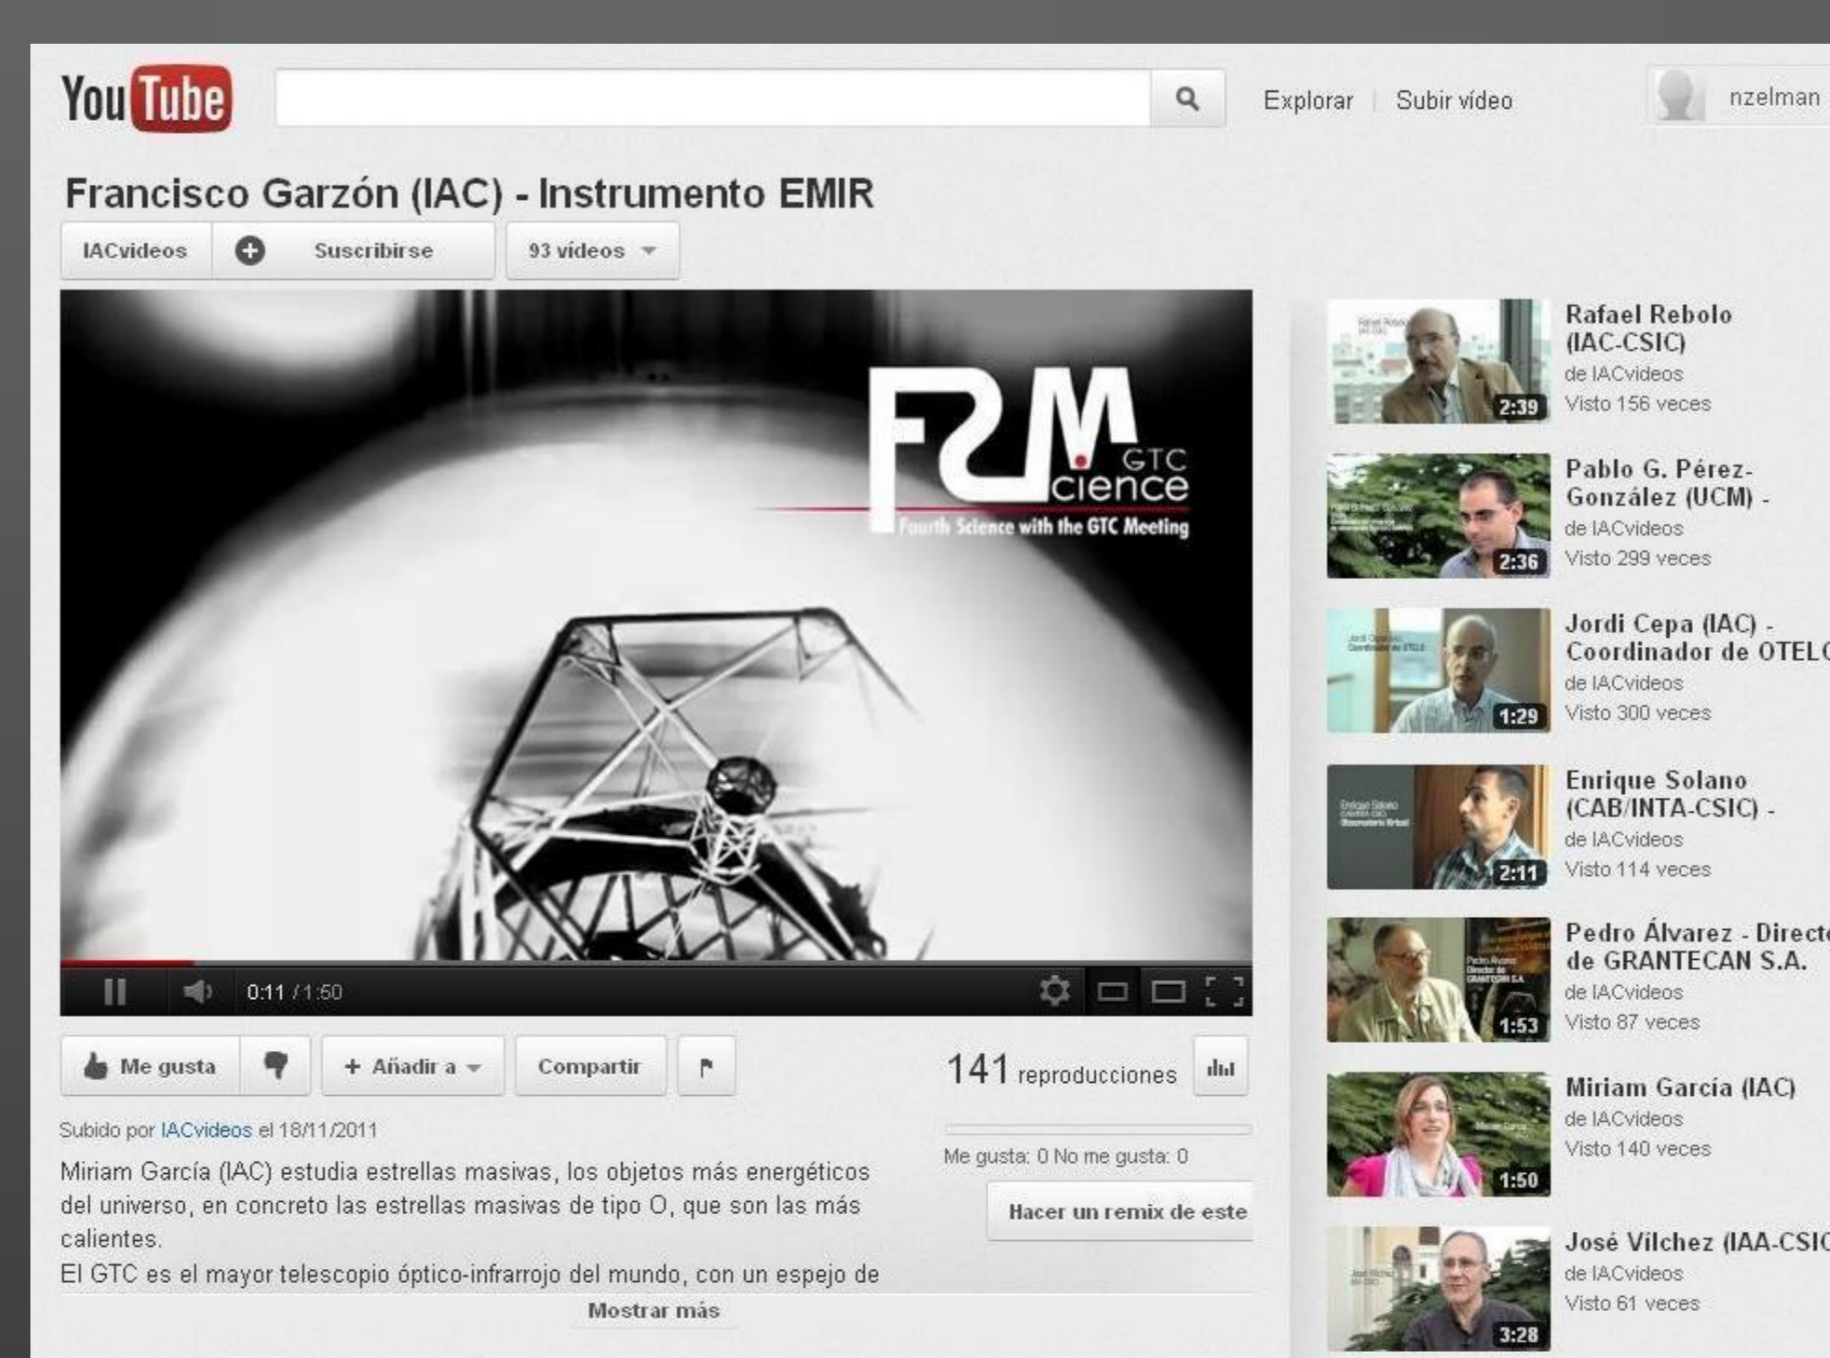 YouTube
Explorar
Subir vídeo
nzelman
Francisco Garzón (IAC) - Instrumento EMIR
IACvideos
Suscribirse
93 vídeos
GTC
cience
Fourth Science with the GTC Meeting
0:11 / 1:50
Me gusta
+ Añadir a
Compartir
141 reproducciones
Subido por IACvideos el 18/11/2011
Me gusta: 0 No me gusta: 0
Hacer un remix de este
Miriam García (IAC) estudia estrellas masivas, los objetos más energéticos
del universo, en concreto las estrellas masivas de tipo O, que son las más
calientes.
El GTC es el mayor telescopio óptico-infrarrojo del mundo, con un espejo de
Mostrar más
2:39
Rafael Rebolo
(IAC-CSIC)
de IACvideos
Visto 156 veces
2:36
Pablo G. Pérez-
González (UCM) -
de IACvideos
Visto 299 veces
1:29
Jordi Cepa (IAC) -
Coordinador de OTELO
de IACvideos
Visto 300 veces
2:11
Enrique Solano
(CAB/INTA-CSIC) -
de IACvideos
Visto 114 veces
1:53
Pedro Álvarez - Directo
de GRANTECAN S.A.
de IACvideos
Visto 87 veces
1:50
Miriam García (IAC)
de IACvideos
Visto 140 veces
3:28
José Vílchez (IAA-CSIC
de IACvideos
Visto 61 veces